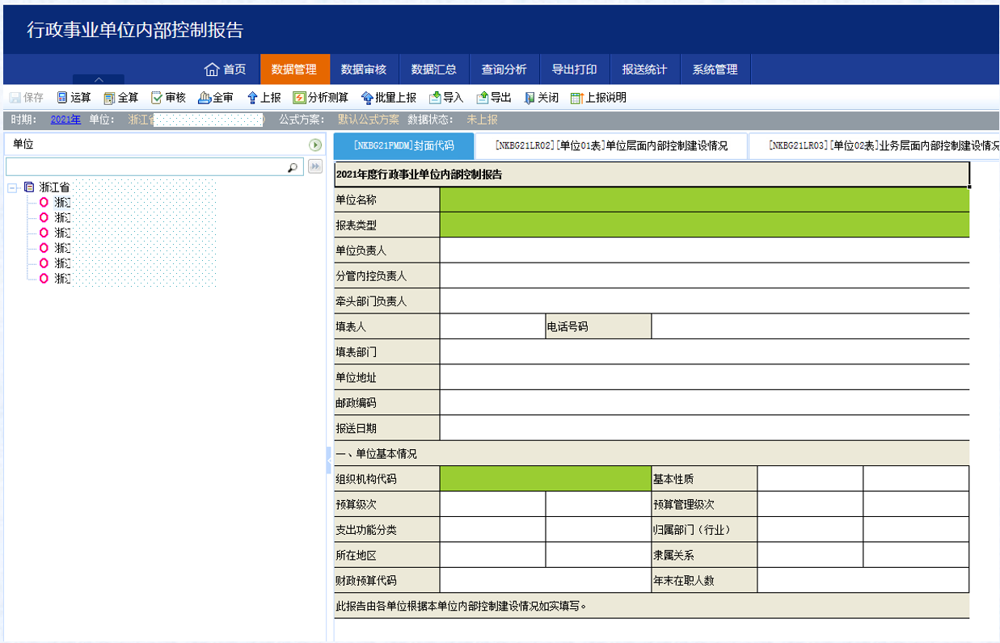 行政事业单位内部控制报告
首页 数据管理 数据审核 数据汇总 查询分析 导出打印 报送统计 系统管理
保存 运算 全算 审核 全审 上报 分析测算 批量上报 导入 导出 关闭 上报说明
时期： 2021年 单位： 浙江省 公式方案： 默认公式方案 数据状态： 未上报
单位
[NKBG21FMDM]封面代码 [NKBG21LR02][单位01表]单位层面内部控制建设情况 [NKBG21LR03][单位02表]业务层面内部控制建设情况
浙江省
浙江
浙江
浙江
浙江
浙江
浙江
2021年度行政事业单位内部控制报告
单位名称
报表类型
单位负责人
分管内控负责人
牵头部门负责人
填表人 电话号码
填表部门
单位地址
邮政编码
报送日期
一、单位基本情况
组织机构代码 基本性质
预算级次 预算管理级次
支出功能分类 归属部门（行业）
所在地区 隶属关系
财政预算代码 年末在职人数
此报告由各单位根据本单位内部控制建设情况如实填写。